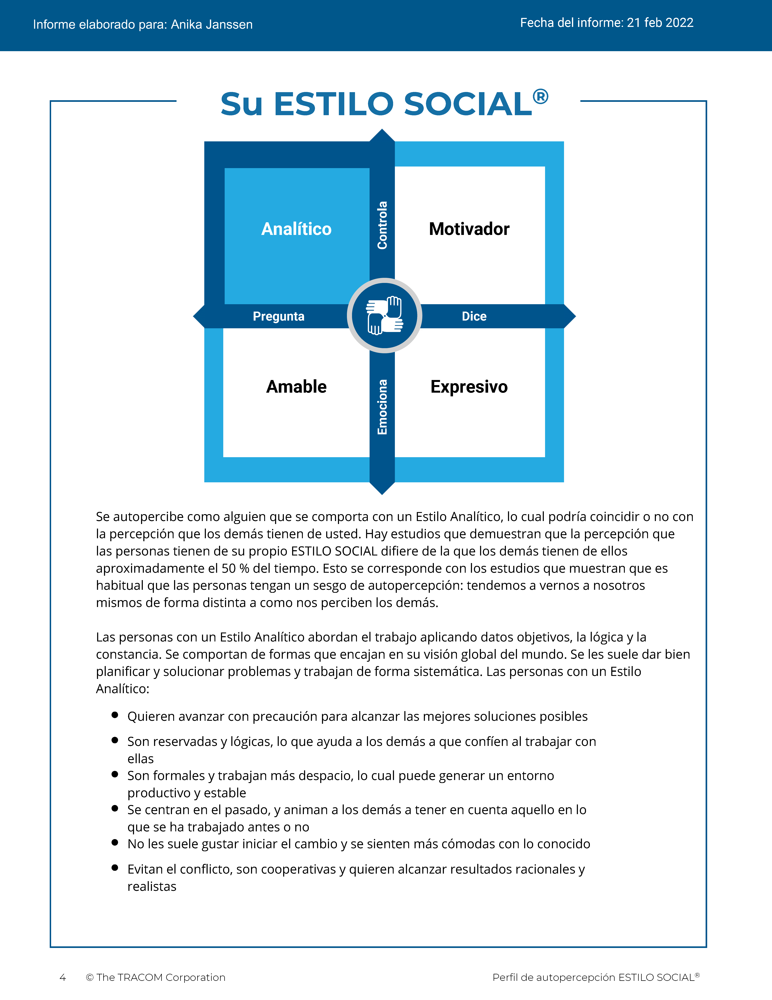 Informe elaborado para: Anika Janssen
Fecha del informe: 21 feb 2022
Su ESTILO SOCIAL®
Analítico
Controla
Motivador
Pregunta
Dice
Amable
Emociona
Expresivo
Se autopercibe como alguien que se comporta con un Estilo Analítico, lo cual podría coincidir o no con
la percepción que los demás tienen de usted. Hay estudios que demuestran que la percepción que
las personas tienen de su propio ESTILO SOCIAL difiere de la que los demás tienen de ellos
aproximadamente el 50 % del tiempo. Esto se corresponde con los estudios que muestran que es
habitual que las personas tengan un sesgo de autopercepción: tendemos a vernos a nosotros
mismos de forma distinta a como nos perciben los demás.
Las personas con un Estilo Analítico abordan el trabajo aplicando datos objetivos, la lógica y la
constancia. Se comportan de formas que encajan en su visión global del mundo. Se les suele dar bien
planificar y solucionar problemas y trabajan de forma sistemática. Las personas con un Estilo
Analítico:
● Quieren avanzar con precaución para alcanzar las mejores soluciones posibles
● Son reservadas y lógicas, lo que ayuda a los demás a que confíen al trabajar con
ellas
● Son formales y trabajan más despacio, lo cual puede generar un entorno
productivo y estable
● Se centran en el pasado, y animan a los demás a tener en cuenta aquello en lo
que se ha trabajado antes o no
● No les suele gustar iniciar el cambio y se sienten más cómodas con lo conocido
● Evitan el conflicto, son cooperativas y quieren alcanzar resultados racionales y
realistas
4 © The TRACOM Corporation
Perfil de autopercepción ESTILO SOCIAL®